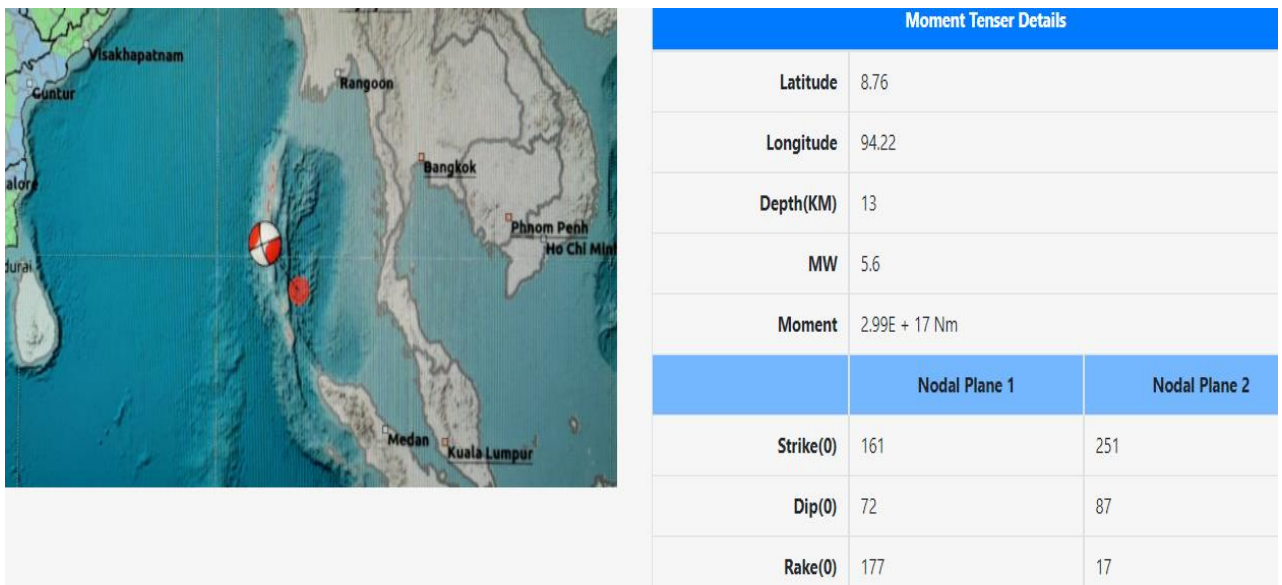 Visakhapatnam
Guntur
Rangoon
Bangkok
alore
Phnom Penh
Ho Chi Minh
durai
Medan
Kuala Lumpur
Moment Tenser Details
Latitude 8.76
Longitude 94.22
Depth(KM) 13
MW 5.6
Moment 2.99E + 17 Nm
Nodal Plane 1 Nodal Plane 2
Strike(0) 161 251
Dip(0) 72 87
Rake(0) 177 17